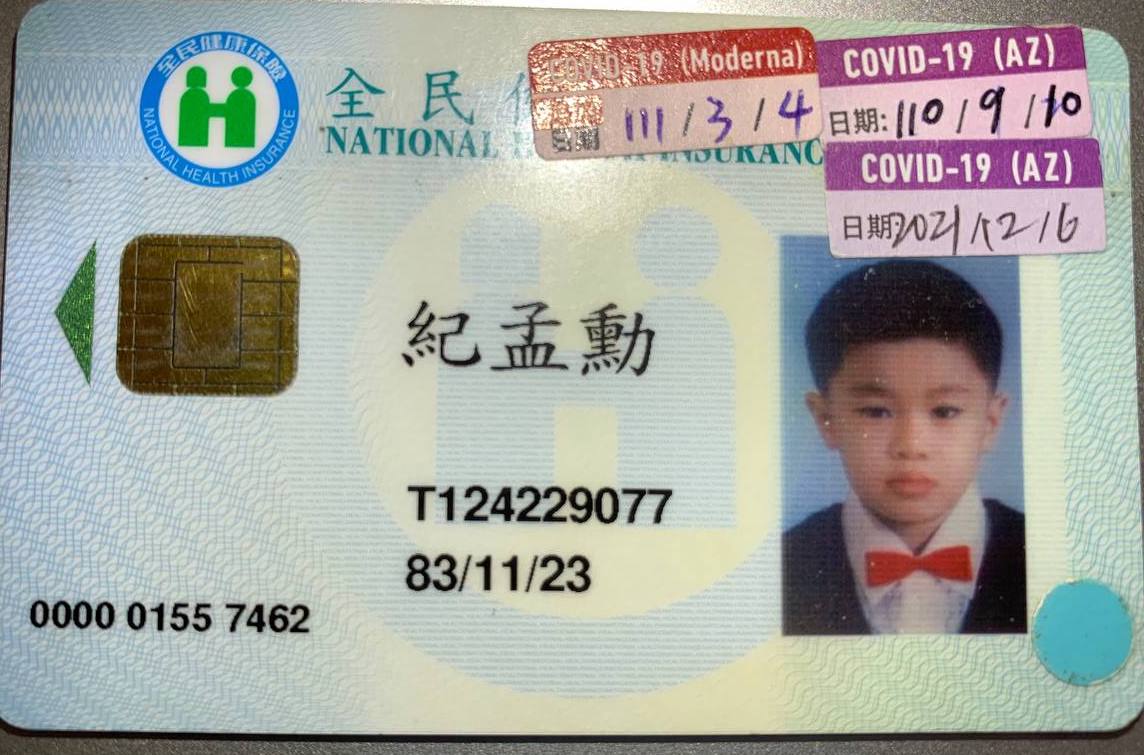 全民健康保險
NATIONAL HEALTH INSURANCE
全民
NATIONAL INSURANC
COVID-19 (Moderna)
日期 111/3/4
COVID-19 (AZ)
日期:110/9/10
COVID-19 (AZ)
日期:2021/12/6
紀孟勳
T124229077
83/11/23
0000 0155 7462